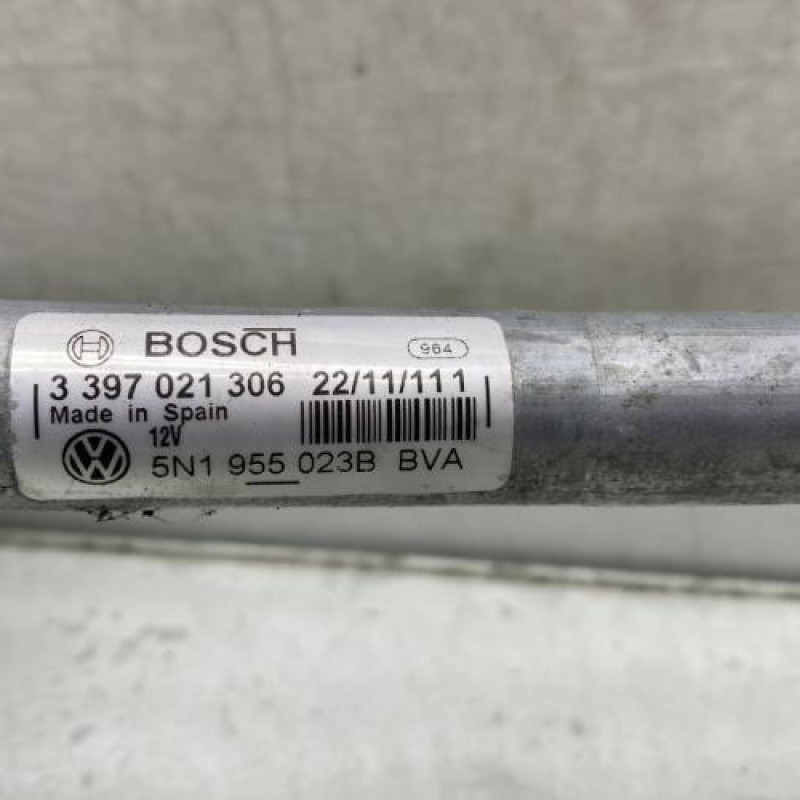 BOSCH 964
3 397 021 306 22/11/11 1
Made in Spain
12V
5N1 955 023B BVA